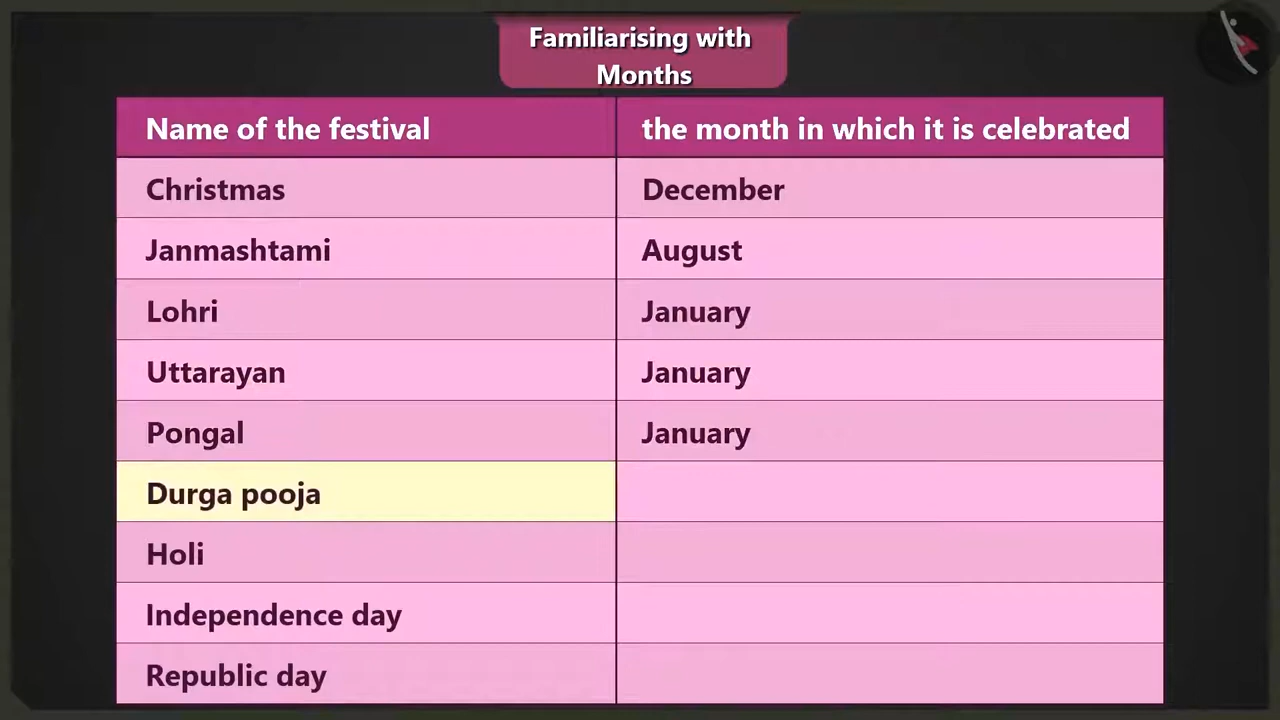 Familiarising with
Months
Name of the festival the month in which it is celebrated
Christmas December
Janmashtami August
Lohri January
Uttarayan January
Pongal January
Durga pooja
Holi
Independence day
Republic day